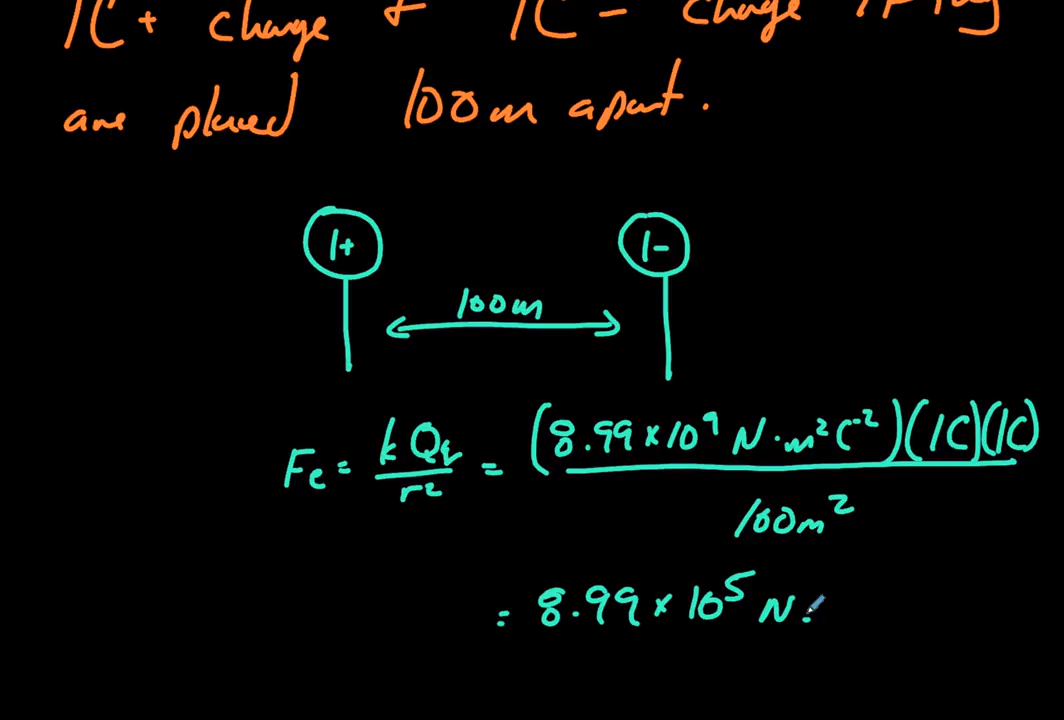 1C+ charge & 1C- charge
are placed 100m apart.
1+ 1-
100m
Fe = kQq/r² = (8.99×10⁹ N·m²C⁻²)(1C)(1C)/100m²
= 8.99×10⁵ N.